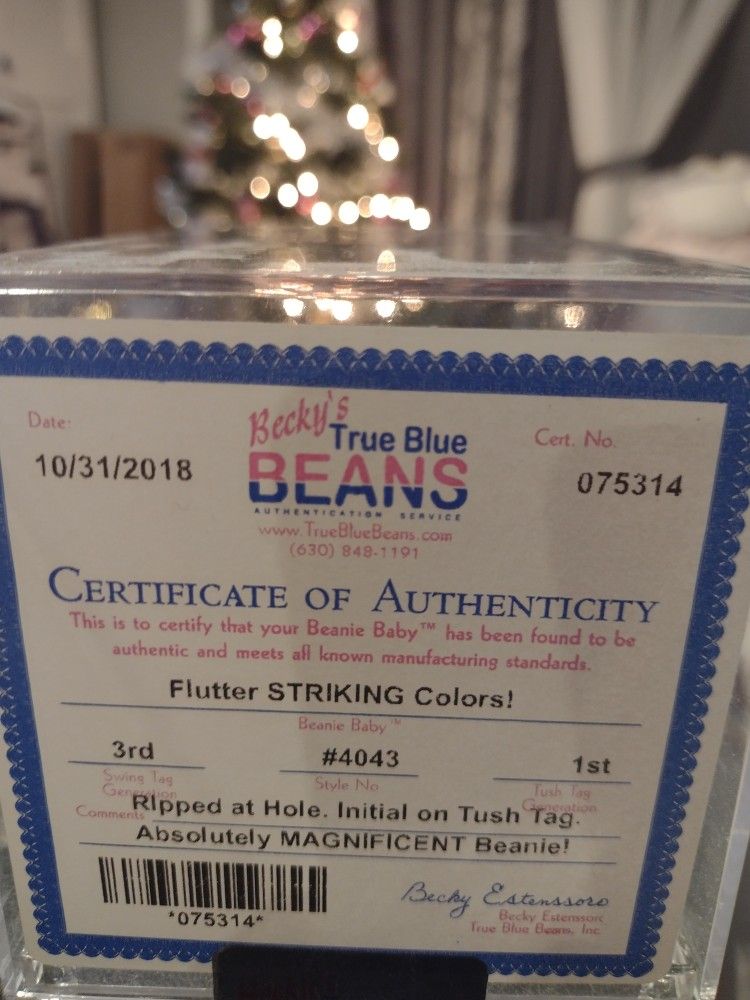 Date:
10/31/2018
Becky's
True Blue
BEANS
AUTHENTICATION SERVICE
www.TrueBlueBeans.com
(630) 848-1191
Cert. No.
075314
CERTIFICATE OF AUTHENTICITY
This is to certify that your Beanie Baby™ has been found to be
authentic and meets all known manufacturing standards.
Flutter STRIKING Colors!
Beanie Baby™
3rd #4043 1st
Swing Tag Generation
Style No
Tush Tag Generation
Comments RIpped at Hole. Initial on Tush Tag.
Absolutely MAGNIFICENT Beanie!
*075314*
Becky Estenssoro
Becky Estenssoro
True Blue Beans, Inc.